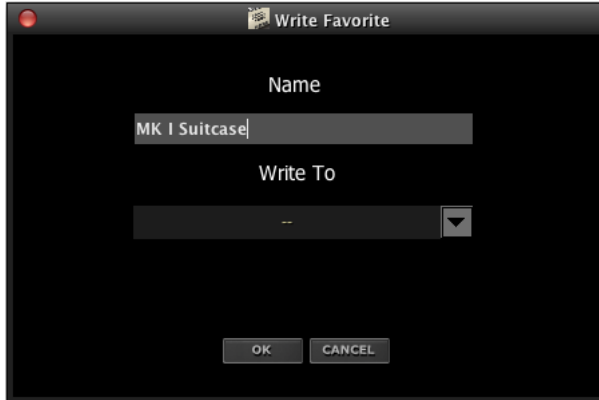 Write Favorite
Name
MK I Suitcase
Write To
--
OK CANCEL